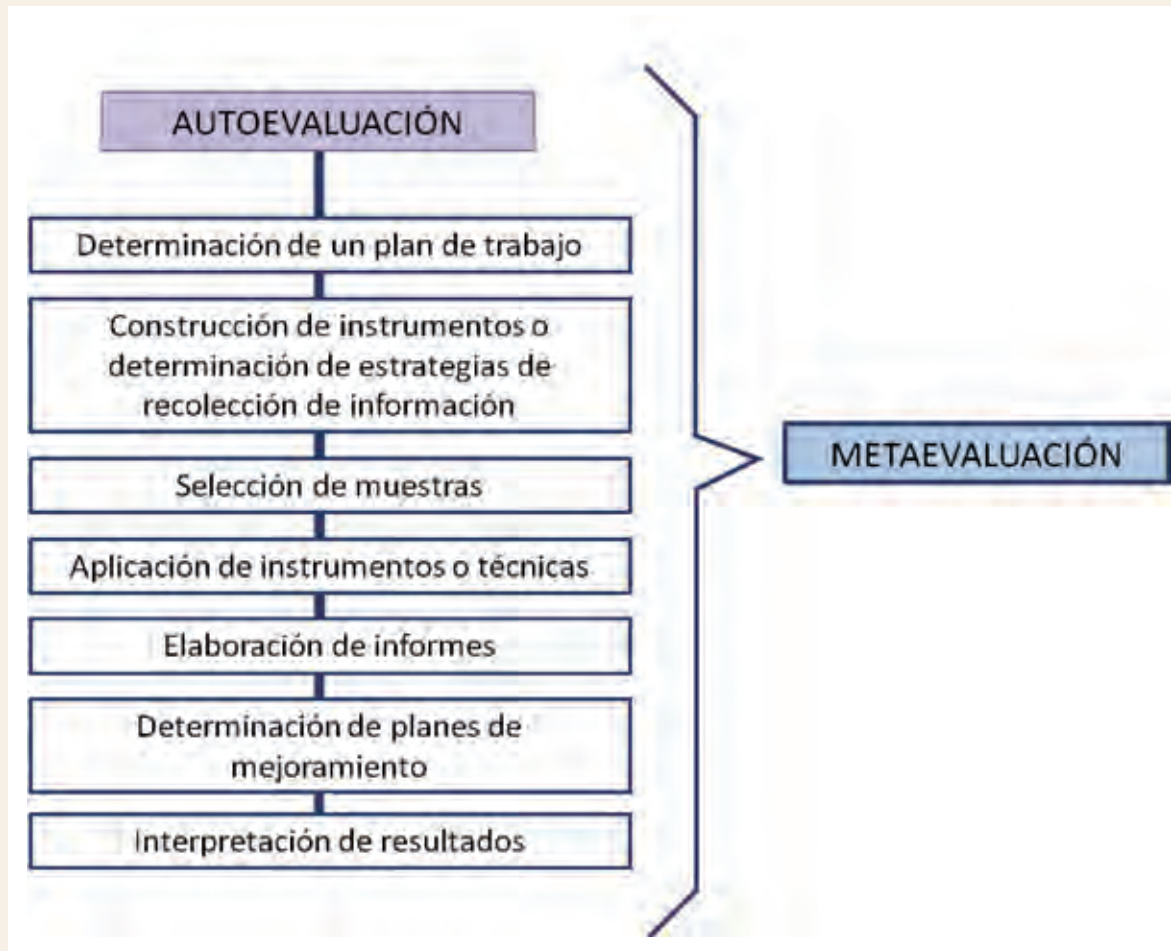 AUTOEVALUACIÓN
Determinación de un plan de trabajo
Construcción de instrumentos o
determinación de estrategias de
recolección de información
Selección de muestras
Aplicación de instrumentos o técnicas
Elaboración de informes
Determinación de planes de
mejoramiento
Interpretación de resultados
METAEVALUACIÓN